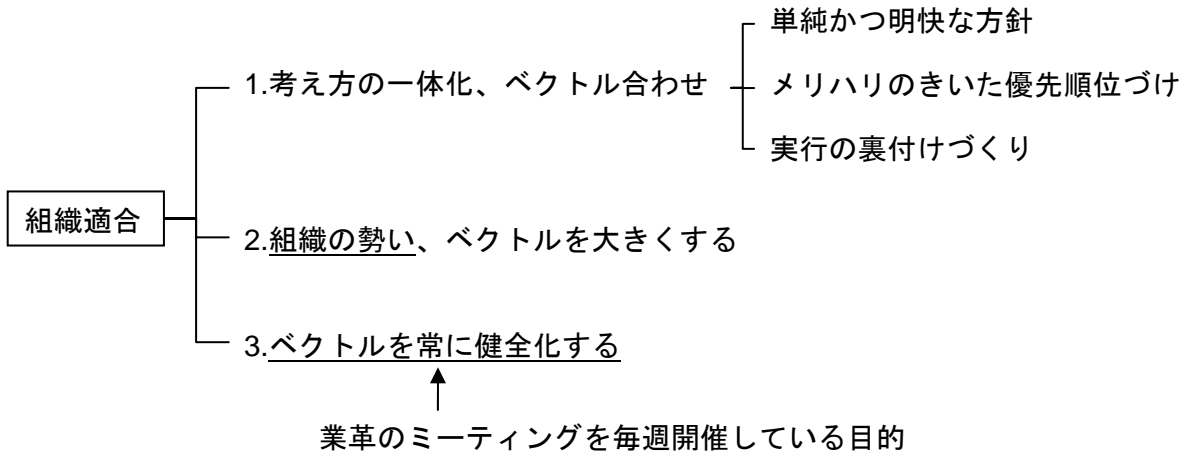 単純かつ明快な方針
1.考え方の一体化、ベクトル合わせ
メリハリのきいた優先順位づけ
実行の裏付けづくり
組織適合
2.組織の勢い、ベクトルを大きくする
3.ベクトルを常に健全化する
業革のミーティングを毎週開催している目的